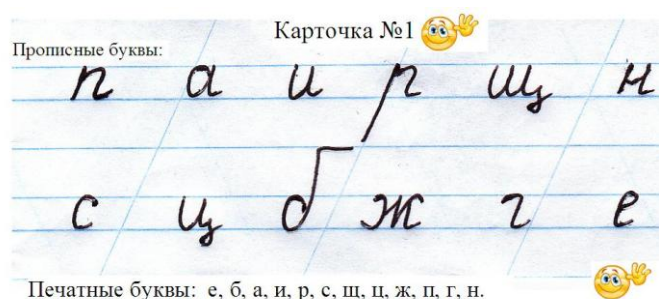 Карточка №1
Прописные буквы:
п а и р щ н
с ц б ж г е
Печатные буквы: е, б, а, и, р, с, щ, ц, ж, п, г, н.